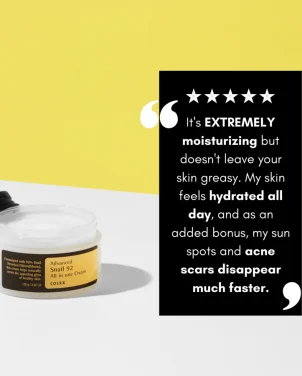 ★★★★★
It's EXTREMELY
moisturizing but
doesn't leave your
skin greasy. My skin
feels hydrated all
day, and as an
added bonus, my sun
spots and acne
scars disappear
much faster.
Advanced
Snail 92
All in one Cream
COSRX